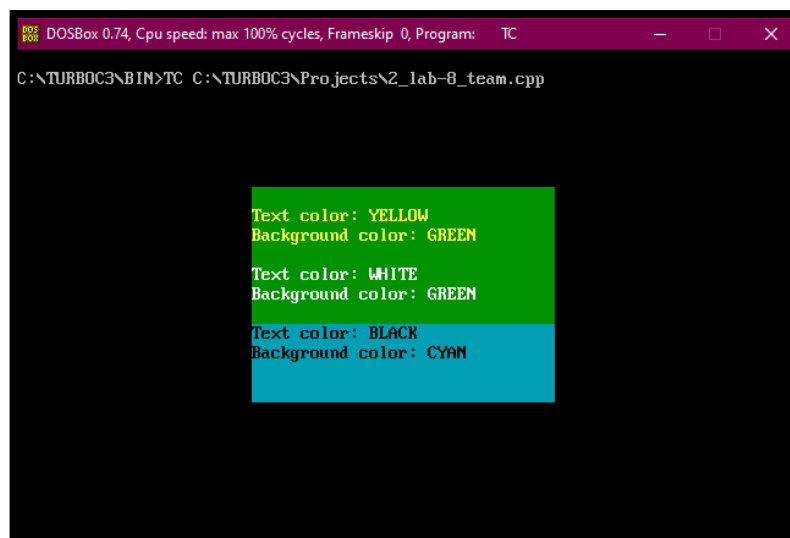 DOS
BOX
DOSBox 0.74, Cpu speed: max 100% cycles, Frameskip 0, Program: TC
C:\TURBOC3\BIN>TC C:\TURBOC3\Projects\2_lab-8_team.cpp
Text color: YELLOW
Background color: GREEN
Text color: WHITE
Background color: GREEN
Text color: BLACK
Background color: CYAN